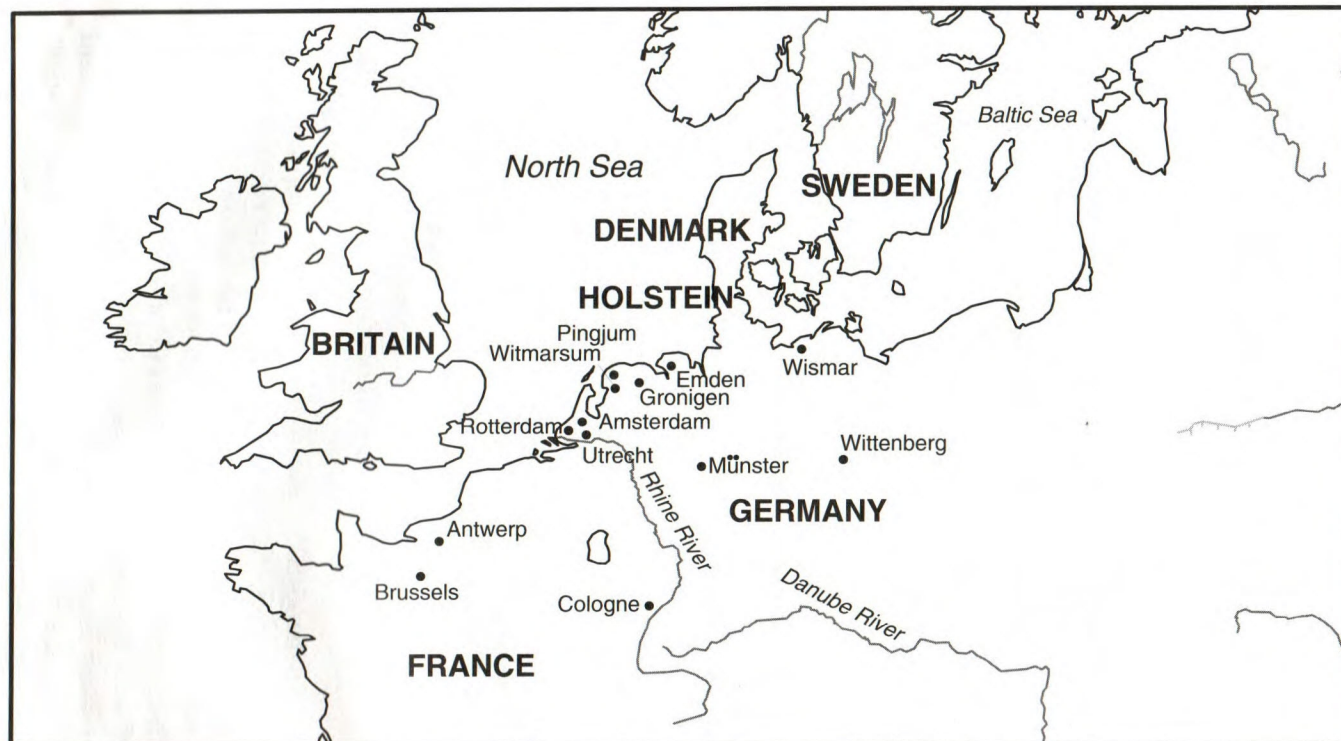 Baltic Sea
North Sea
SWEDEN
DENMARK
HOLSTEIN
Pingjum
BRITAIN
Witmarsum
Wismar
Emden
Gronigen
Amsterdam
Rotterdam
Utrecht
Wittenberg
Münster
Rhine River
GERMANY
Antwerp
Brussels
Cologne
Danube River
FRANCE